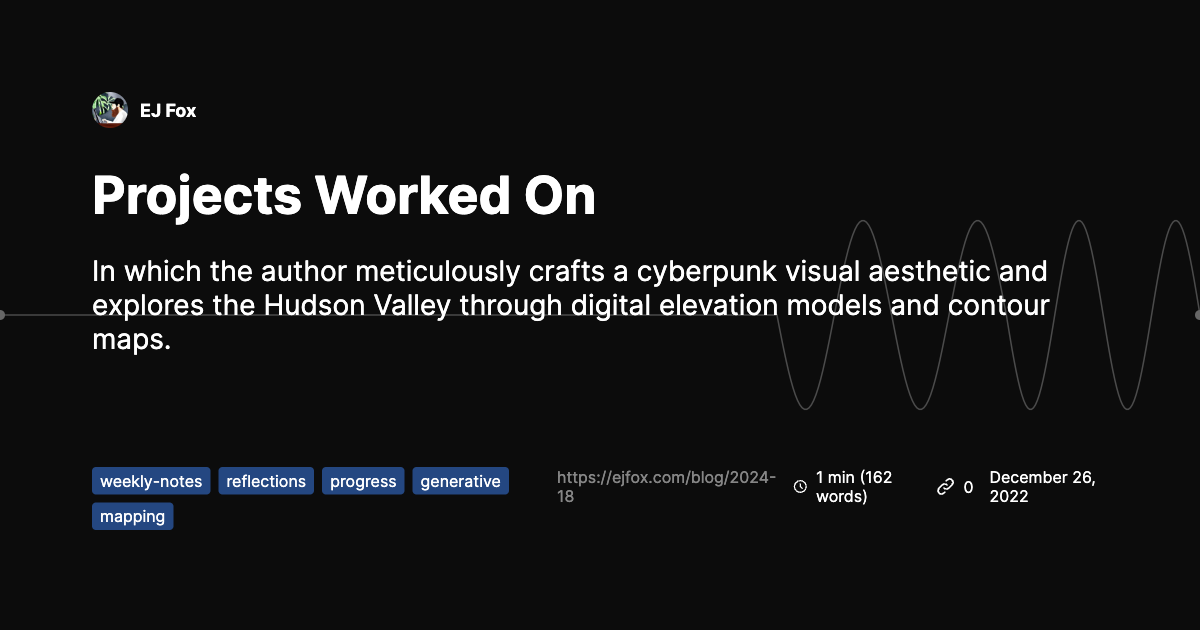 EJ Fox
Projects Worked On
In which the author meticulously crafts a cyberpunk visual aesthetic and
explores the Hudson Valley through digital elevation models and contour
maps.
weekly-notes reflections progress generative
mapping
https://ejfox.com/blog/2024-
18
1 min (162
words)
0
December 26,
2022